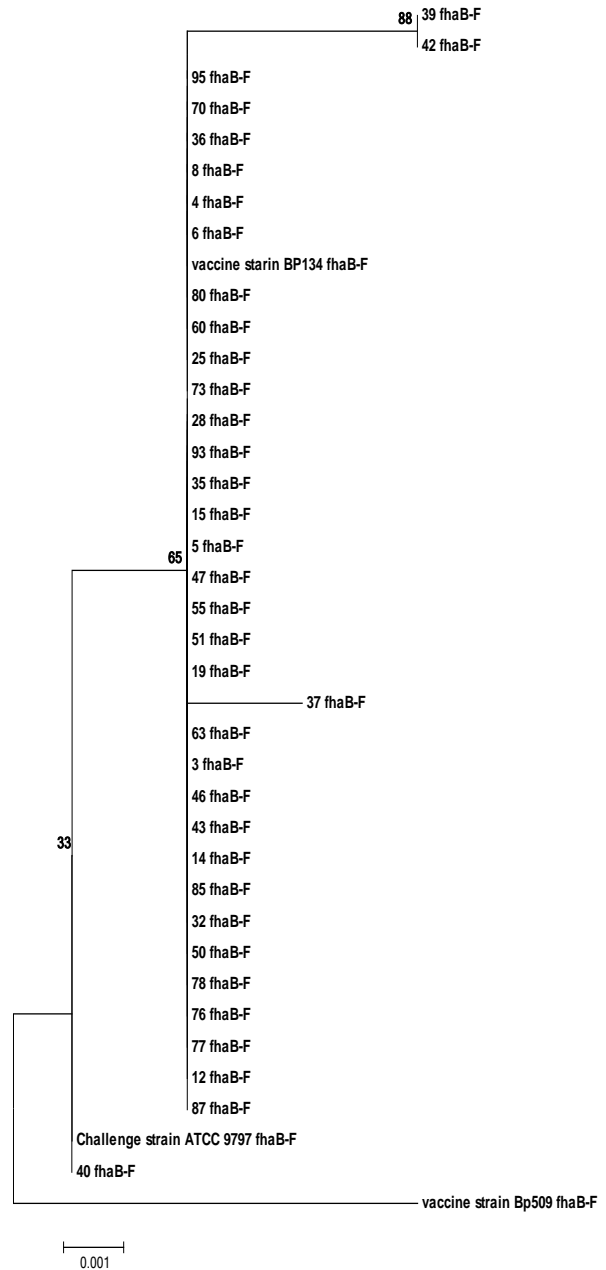 88
39 fhaB-F
42 fhaB-F
95 fhaB-F
70 fhaB-F
36 fhaB-F
8 fhaB-F
4 fhaB-F
6 fhaB-F
vaccine starin BP134 fhaB-F
80 fhaB-F
60 fhaB-F
25 fhaB-F
73 fhaB-F
28 fhaB-F
93 fhaB-F
35 fhaB-F
15 fhaB-F
5 fhaB-F
65
47 fhaB-F
55 fhaB-F
51 fhaB-F
19 fhaB-F
37 fhaB-F
63 fhaB-F
3 fhaB-F
46 fhaB-F
43 fhaB-F
33
14 fhaB-F
85 fhaB-F
32 fhaB-F
50 fhaB-F
78 fhaB-F
76 fhaB-F
77 fhaB-F
12 fhaB-F
87 fhaB-F
Challenge strain ATCC 9797 fhaB-F
40 fhaB-F
vaccine strain Bp509 fhaB-F
0.001